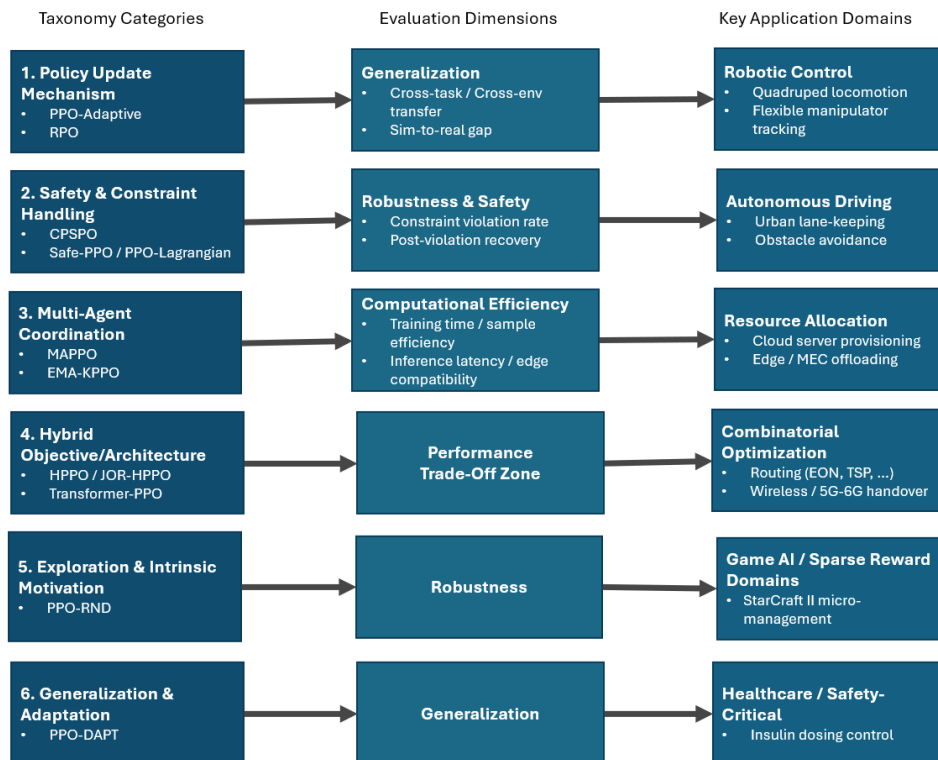 Taxonomy Categories
Evaluation Dimensions
Key Application Domains
1. Policy Update
Mechanism
• PPO-Adaptive
• RPO
Generalization
• Cross-task / Cross-env
transfer
• Sim-to-real gap
Robotic Control
• Quadruped locomotion
• Flexible manipulator
tracking
2. Safety & Constraint
Handling
• CPSPO
• Safe-PPO / PPO-Lagrangian
Robustness & Safety
• Constraint violation rate
• Post-violation recovery
Autonomous Driving
• Urban lane-keeping
• Obstacle avoidance
3. Multi-Agent
Coordination
• MAPPO
• EMA-KPPO
Computational Efficiency
• Training time / sample
efficiency
• Inference latency / edge
compatibility
Resource Allocation
• Cloud server provisioning
• Edge / MEC offloading
4. Hybrid
Objective/Architecture
• HPPO / JOR-HPPO
• Transformer-PPO
Performance
Trade-Off Zone
Combinatorial
Optimization
• Routing (EON, TSP, ...)
• Wireless / 5G-6G handover
5. Exploration & Intrinsic
Motivation
• PPO-RND
Robustness
Game AI / Sparse Reward
Domains
• StarCraft II micro-
management
6. Generalization &
Adaptation
• PPO-DAPT
Generalization
Healthcare / Safety-
Critical
• Insulin dosing control